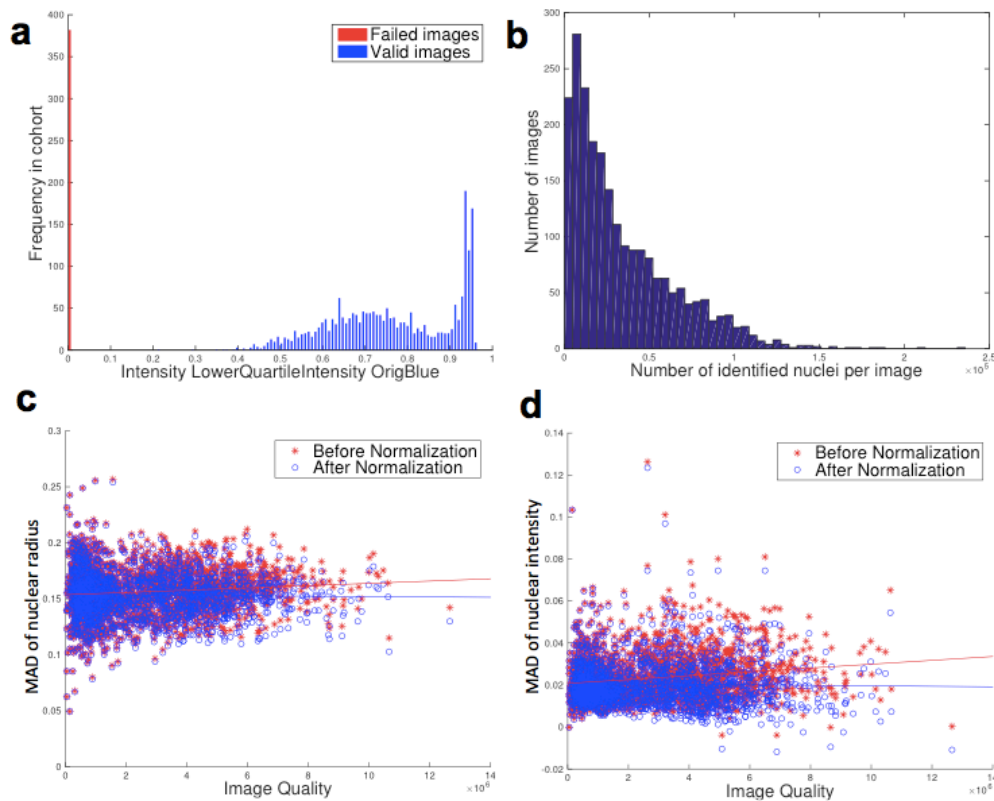 a
Failed images
Valid images
Frequency in cohort
400
350
300
250
200
150
100
50
0
0.1 0.2 0.3 0.4 0.5 0.6 0.7 0.8 0.9 1
Intensity LowerQuartileIntensity OrigBlue
b
Number of images
300
250
200
150
100
50
0
0 0.5 1 1.5 2 2.5
×10⁵
Number of identified nuclei per image
c
Before Normalization
After Normalization
MAD of nuclear radius
0.3
0.25
0.2
0.15
0.1
0.05
0
0 2 4 6 8 10 12 14
×10⁶
Image Quality
d
Before Normalization
After Normalization
MAD of nuclear intensity
0.14
0.12
0.1
0.08
0.06
0.04
0.02
0
-0.02
0 2 4 6 8 10 12 14
×10⁶
Image Quality